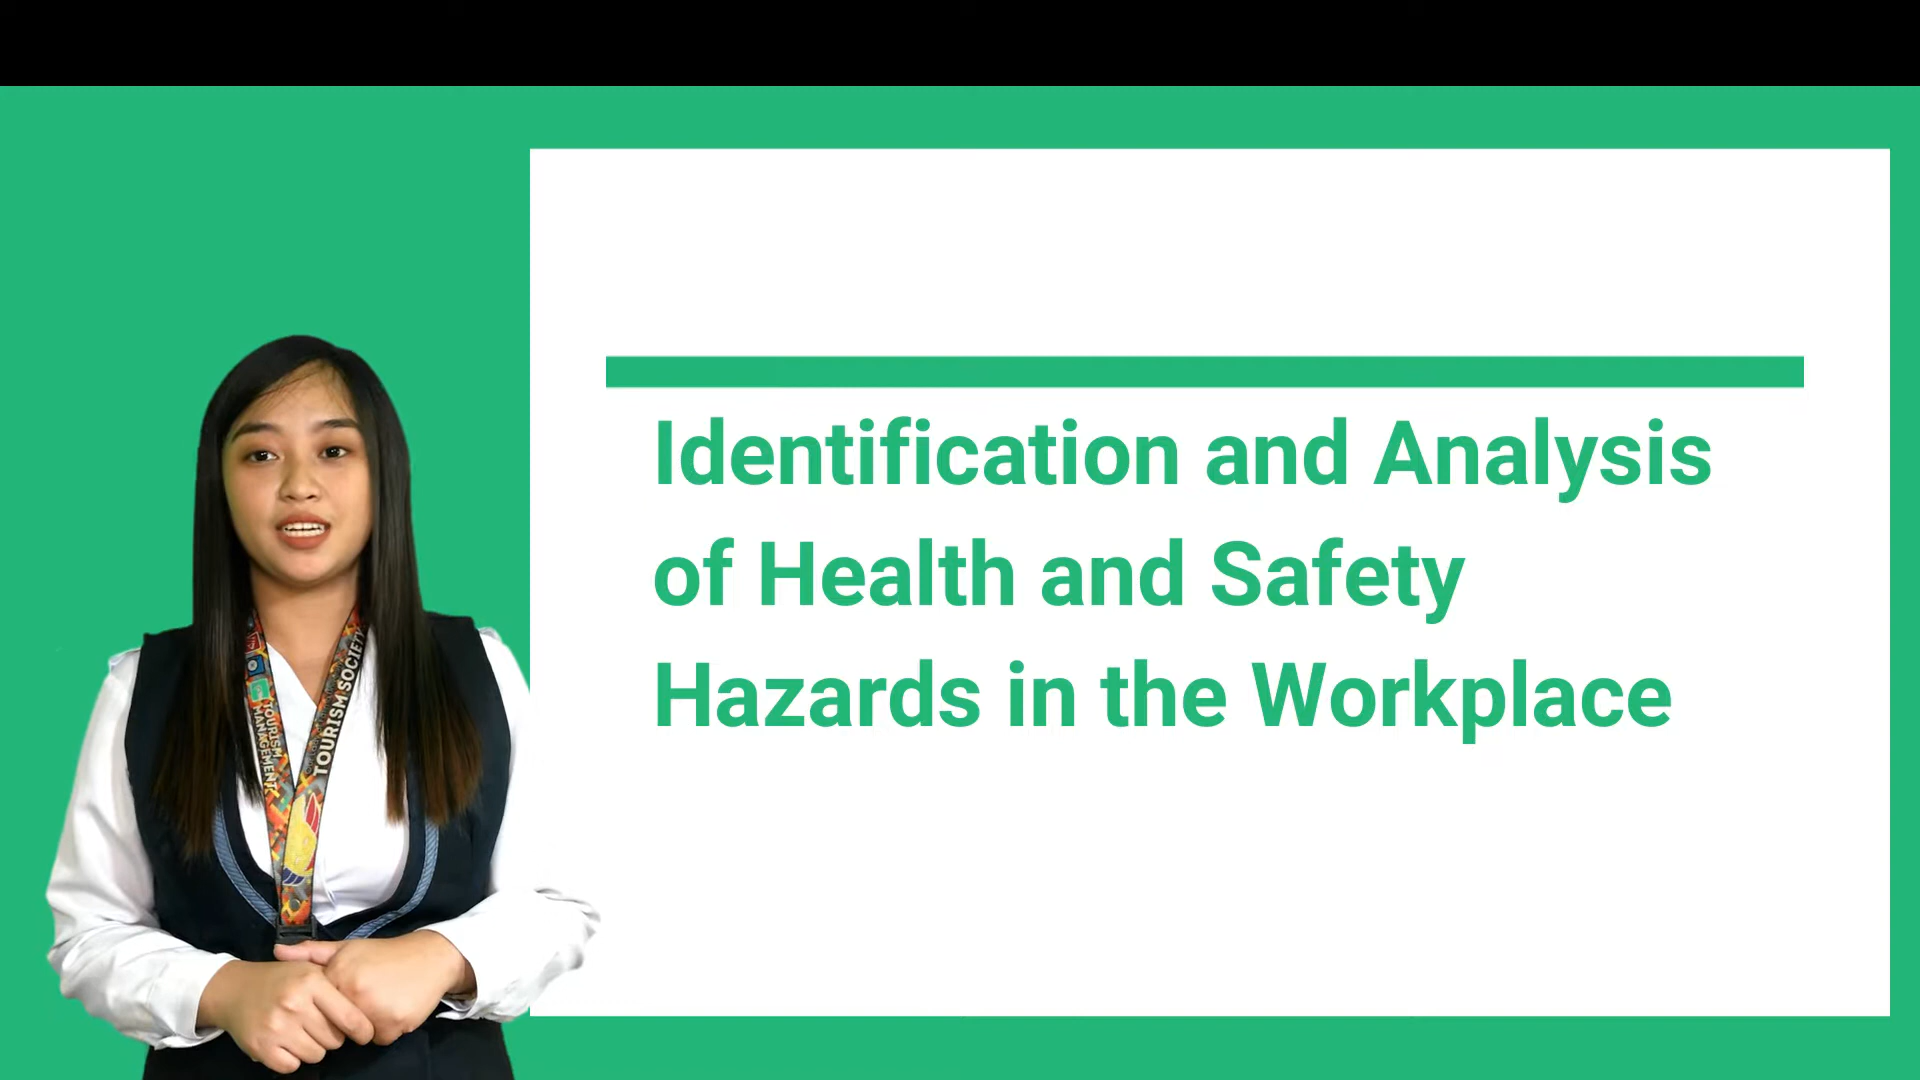 Identification and Analysis
of Health and Safety
Hazards in the Workplace
TOURISM SOCIETY
TOURISM
MANAGEMENT